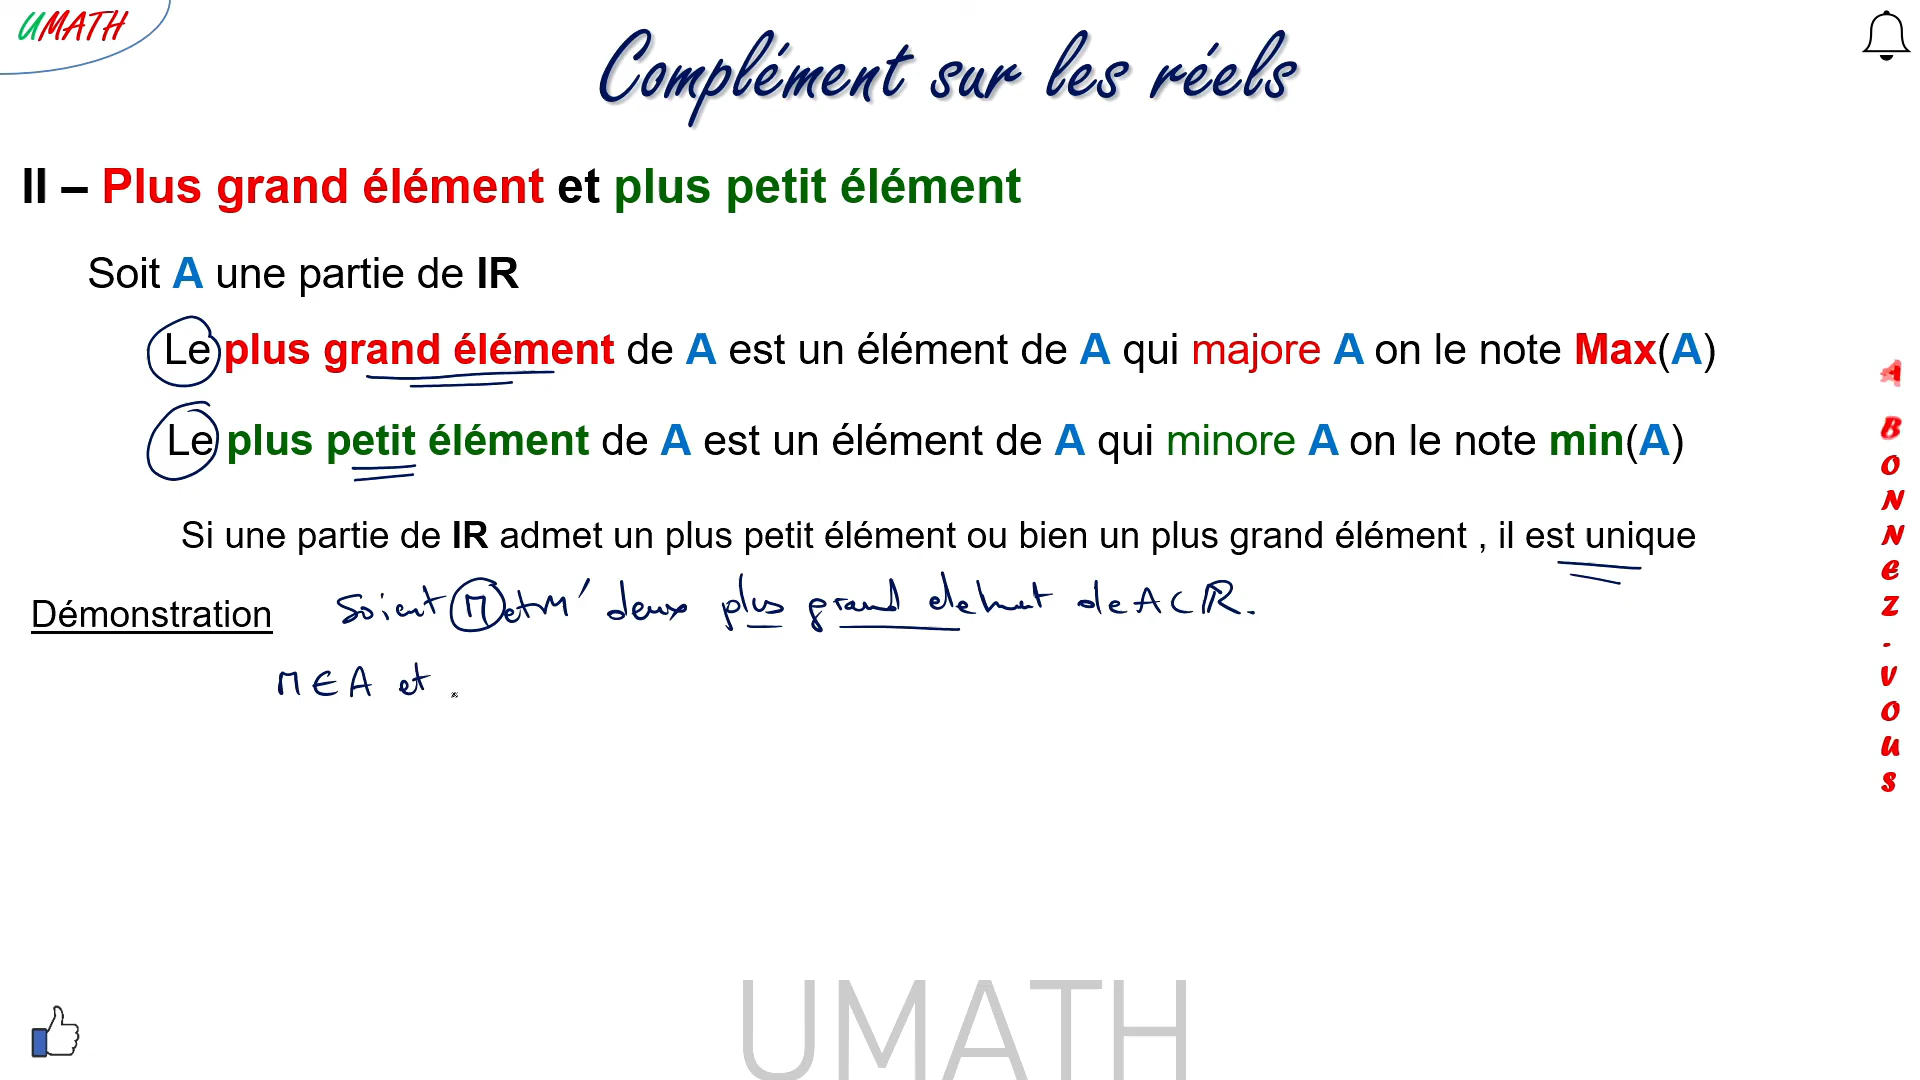 UMATH
Complément sur les réels
II – Plus grand élément et plus petit élément
Soit A une partie de IR
Le plus grand élément de A est un élément de A qui majore A on le note Max(A)
Le plus petit élément de A est un élément de A qui minore A on le note min(A)
Si une partie de IR admet un plus petit élément ou bien un plus grand élément , il est unique
Démonstration Soient M et M' deux plus grand element de A ⊂ ℝ.
M ∈ A et
ABONNEZ-VOUS
UMATH